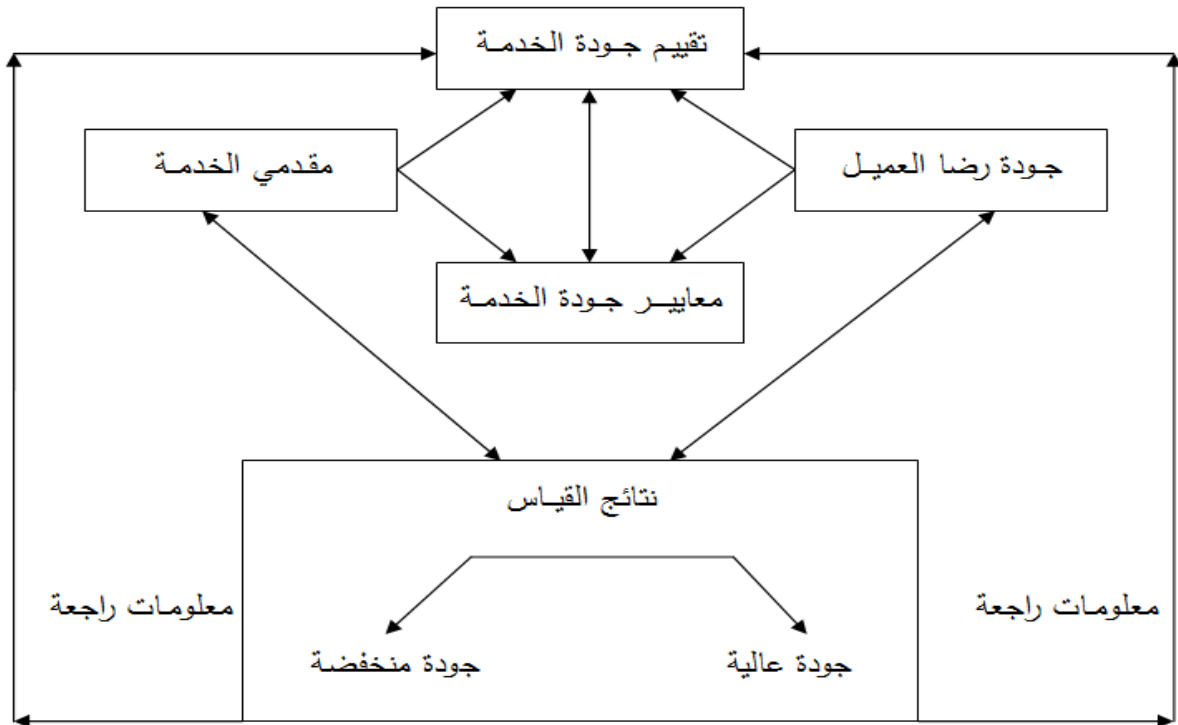 تقييم جودة الخدمة
جودة رضا العميل
مقدمي الخدمة
معايير جودة الخدمة
نتائج القياس
معلومات راجعة
معلومات راجعة
جودة عالية
جودة منخفضة